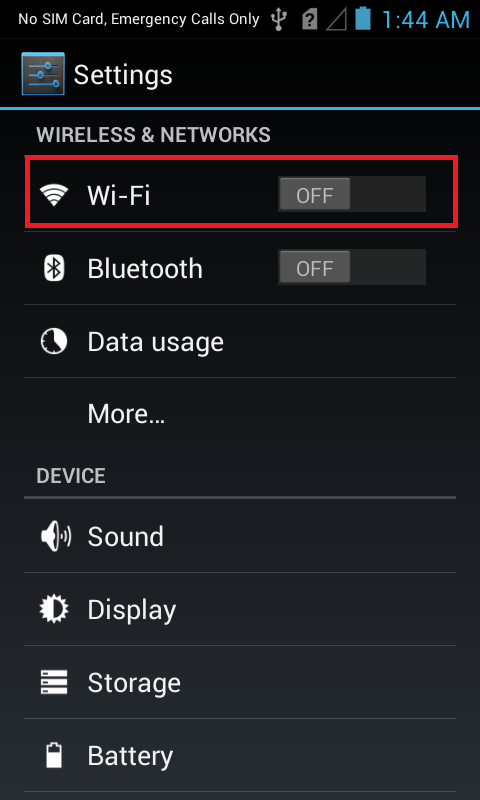 No SIM Card, Emergency Calls Only 1:44 AM
Settings
WIRELESS & NETWORKS
Wi-Fi OFF
Bluetooth OFF
Data usage
More...
DEVICE
Sound
Display
Storage
Battery